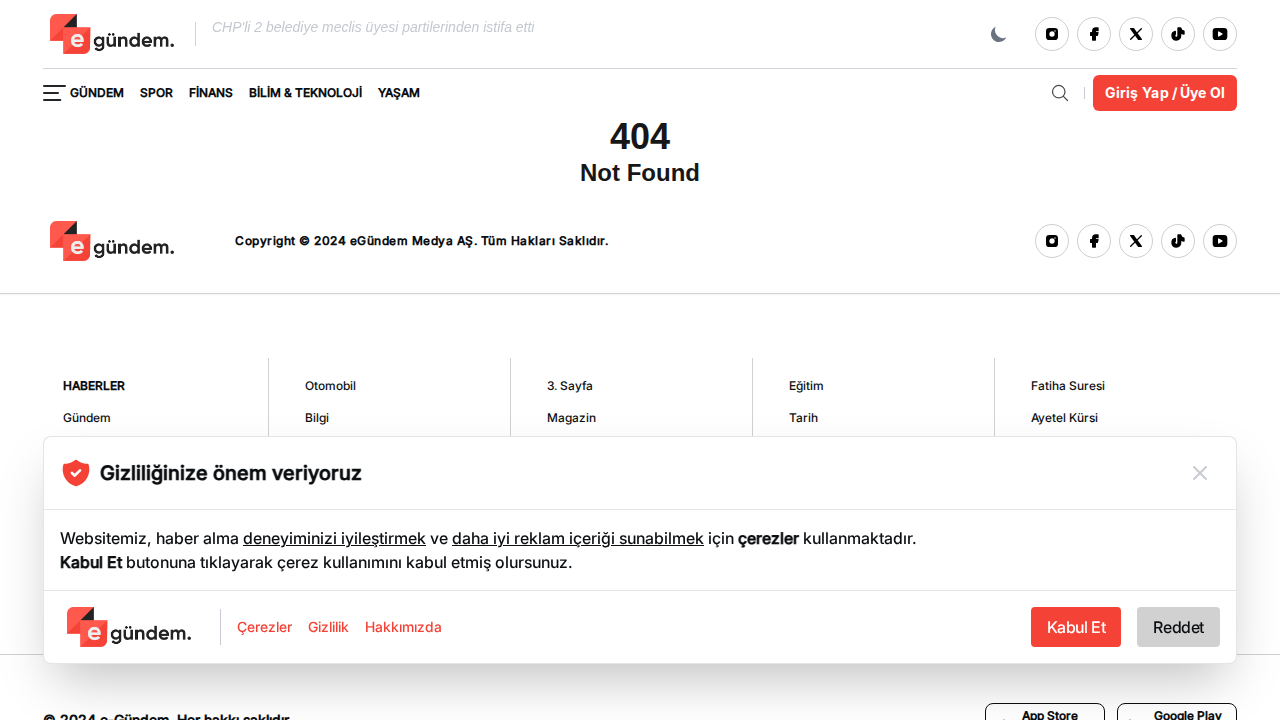 e gündem.
CHP'li 2 belediye meclis üyesi partilerinden istifa etti
GÜNDEM SPOR FİNANS BİLİM & TEKNOLOJİ YAŞAM
Giriş Yap / Üye Ol
404
Not Found
e gündem.
Copyright © 2024 eGündem Medya AŞ. Tüm Hakları Saklıdır.
HABERLER Otomobil 3. Sayfa Eğitim Fatiha Suresi
Gündem Bilgi Magazin Tarih Ayetel Kürsi
Gizliliğinize önem veriyoruz
Websitemiz, haber alma deneyiminizi iyileştirmek ve daha iyi reklam içeriği sunabilmek için çerezler kullanmaktadır.
Kabul Et butonuna tıklayarak çerez kullanımını kabul etmiş olursunuz.
e gündem.
Çerezler Gizlilik Hakkımızda
Kabul Et Reddet
© 2024 e-Gündem. Her hakkı saklıdır.
App Store Google Play